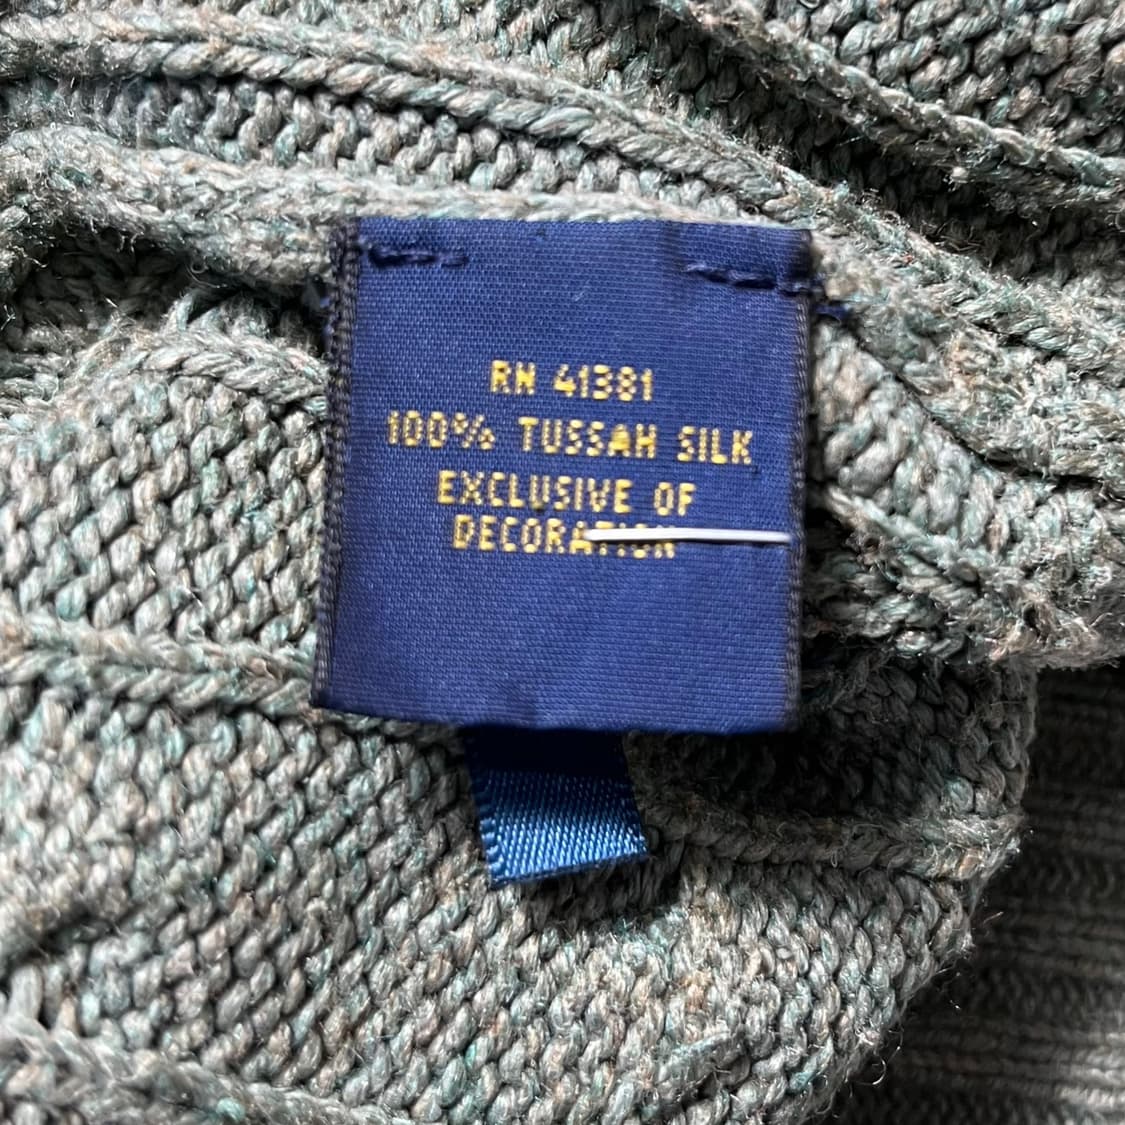 RN 41381
100% TUSSAH SILK
EXCLUSIVE OF
DECORATION